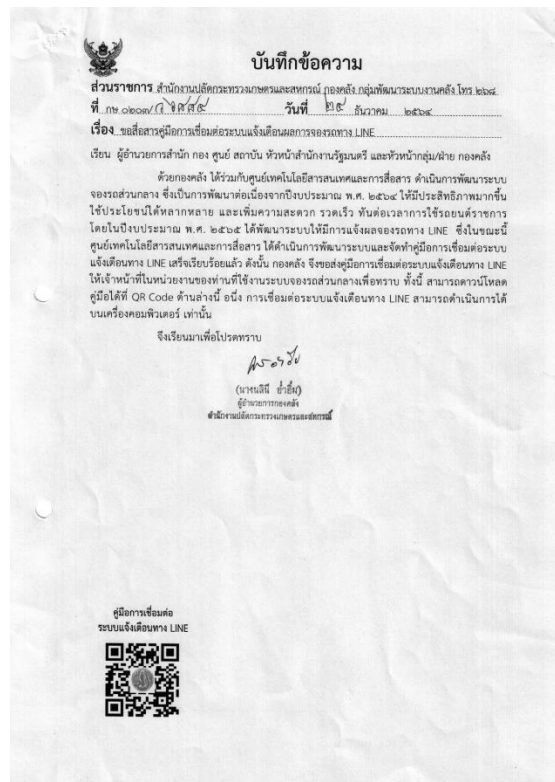 บันทึกข้อความ
ส่วนราชการ สำนักงานปลัดกระทรวงเกษตรและสหกรณ์ กองคลัง กลุ่มพัฒนาระบบงานคลัง โทร ๒๖๘
ที่ กษ ๐๒๐๓/ วันที่ ๒๙ ธันวาคม ๒๕๖๔
เรื่อง ขอสื่อสารคู่มือการเชื่อมต่อระบบแจ้งเตือนผลการจองรถทาง LINE
เรียน ผู้อำนวยการสำนัก กอง ศูนย์ สถาบัน หัวหน้าสำนักงานรัฐมนตรี และหัวหน้ากลุ่ม/ฝ่าย กองคลัง
ด้วยกองคลัง ได้ร่วมกับศูนย์เทคโนโลยีสารสนเทศและการสื่อสาร ดำเนินการพัฒนาระบบ
จองรถส่วนกลาง ซึ่งเป็นการพัฒนาต่อเนื่องจากปีงบประมาณ พ.ศ. ๒๕๖๔ ให้มีประสิทธิภาพมากขึ้น
ใช้ประโยชน์ได้หลากหลาย และเพิ่มความสะดวก รวดเร็ว ทันต่อเวลาการใช้รถยนต์ราชการ
โดยในปีงบประมาณ พ.ศ. ๒๕๖๕ ได้พัฒนาระบบให้มีการแจ้งผลจองรถทาง LINE ซึ่งในขณะนี้
ศูนย์เทคโนโลยีสารสนเทศและการสื่อสาร ได้ดำเนินการพัฒนาระบบและจัดทำคู่มือการเชื่อมต่อระบบ
แจ้งเตือนทาง LINE เสร็จเรียบร้อยแล้ว ดังนั้น กองคลัง จึงขอส่งคู่มือการเชื่อมต่อระบบแจ้งเตือนทาง LINE
ให้เจ้าหน้าที่ในหน่วยงานของท่านที่ใช้งานระบบจองรถส่วนกลางเพื่อทราบ ทั้งนี้ สามารถดาวน์โหลด
คู่มือได้ที่ QR Code ด้านล่างนี้ อนึ่ง การเชื่อมต่อระบบแจ้งเตือนทาง LINE สามารถดำเนินการได้
บนเครื่องคอมพิวเตอร์ เท่านั้น
จึงเรียนมาเพื่อโปรดทราบ
(นางนลินี ย่ำยิ้ม)
ผู้อำนวยการกองคลัง
สำนักงานปลัดกระทรวงเกษตรและสหกรณ์
คู่มือการเชื่อมต่อ
ระบบแจ้งเตือนทาง LINE